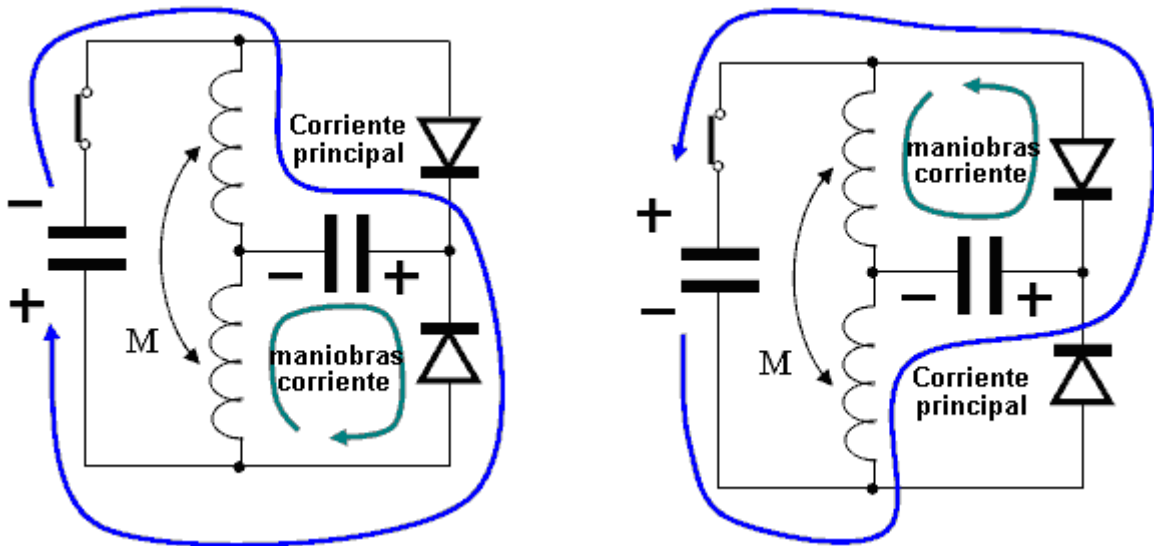 Corriente
principal
−
+
− +
M
maniobras
corriente
maniobras
corriente
+
−
− +
M
Corriente
principal